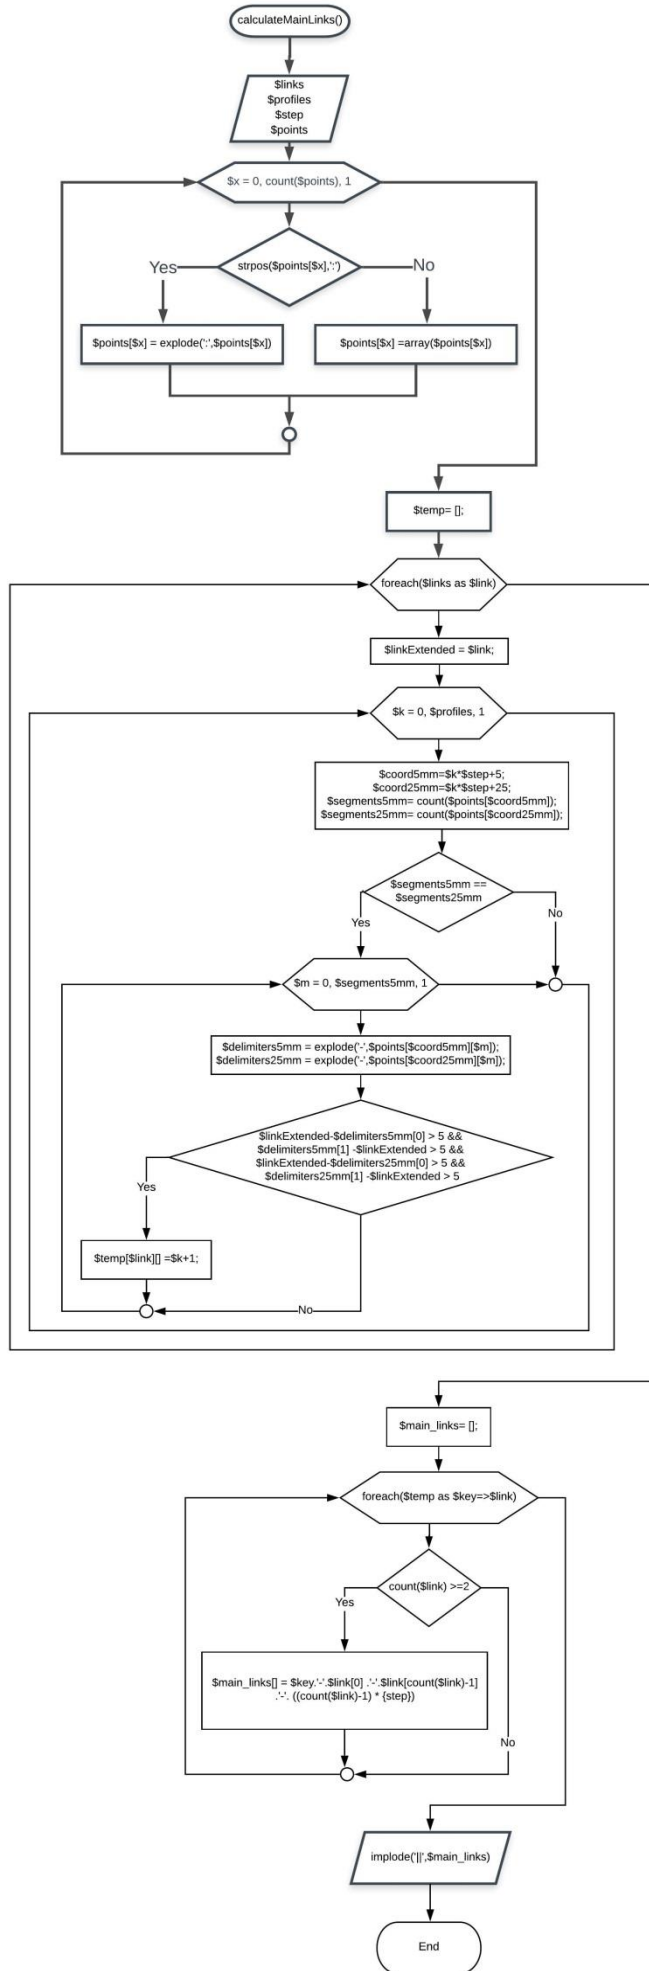 calculateMainLinks()
$links
$profiles
$step
$points
$x = 0, count($points), 1
strpos($points[$x],':')
Yes
No
$points[$x] = explode(':',$points[$x])
$points[$x] =array($points[$x])
$temp= [];
foreach($links as $link)
$linkExtended = $link;
$k = 0, $profiles, 1
$coord5mm=$k*$step+5;
$coord25mm=$k*$step+25;
$segments5mm= count($points[$coord5mm]);
$segments25mm= count($points[$coord25mm]);
$segments5mm ==
$segments25mm
Yes
No
$m = 0, $segments5mm, 1
$delimiters5mm = explode('-',$points[$coord5mm][$m]);
$delimiters25mm = explode('-',$points[$coord25mm][$m]);
$linkExtended-$delimiters5mm[0] > 5 &&
$delimiters5mm[1] -$linkExtended > 5 &&
$linkExtended-$delimiters25mm[0] > 5 &&
$delimiters25mm[1] -$linkExtended > 5
Yes
$temp[$link][] =$k+1;
No
$main_links= [];
foreach($temp as $key=>$link)
count($link) >=2
Yes
$main_links[] = $key.'-'.$link[0] .'-'.$link[count($link)-1]
.'-'. ((count($link)-1) * {step})
No
implode('||',$main_links)
End